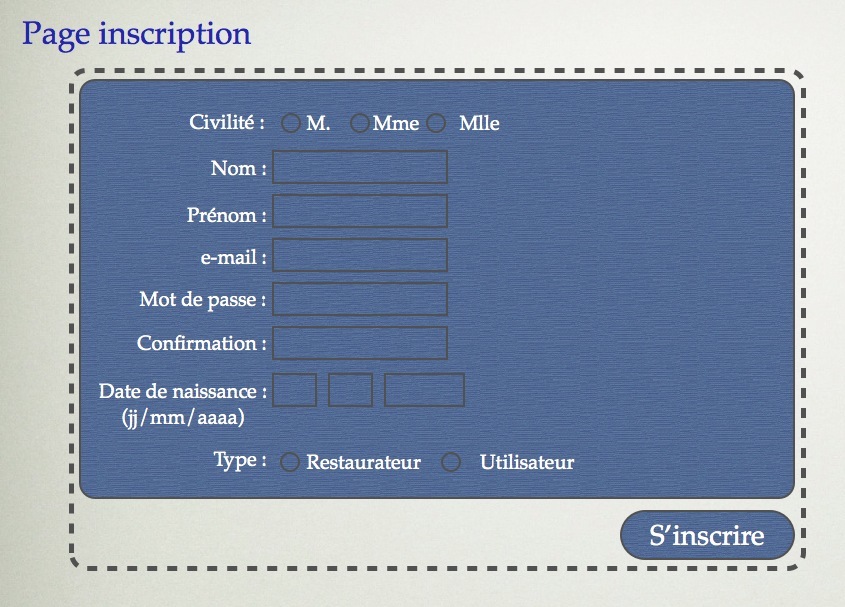 Page inscription
Civilité : M. Mme Mlle
Nom :
Prénom :
e-mail :
Mot de passe :
Confirmation :
Date de naissance :
(jj/mm/aaaa)
Type : Restaurateur Utilisateur
S'inscrire